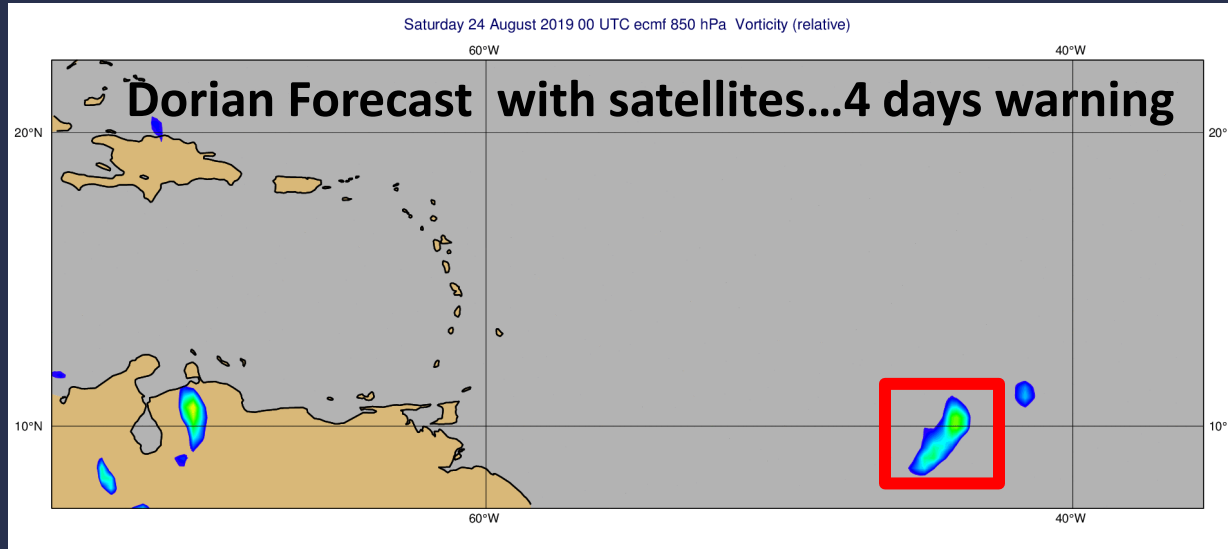 Saturday 24 August 2019 00 UTC ecmf 850 hPa Vorticity (relative)
60°W 40°W
Dorian Forecast with satellites...4 days warning
20°N 20°
10°N 10°
60°W 40°W